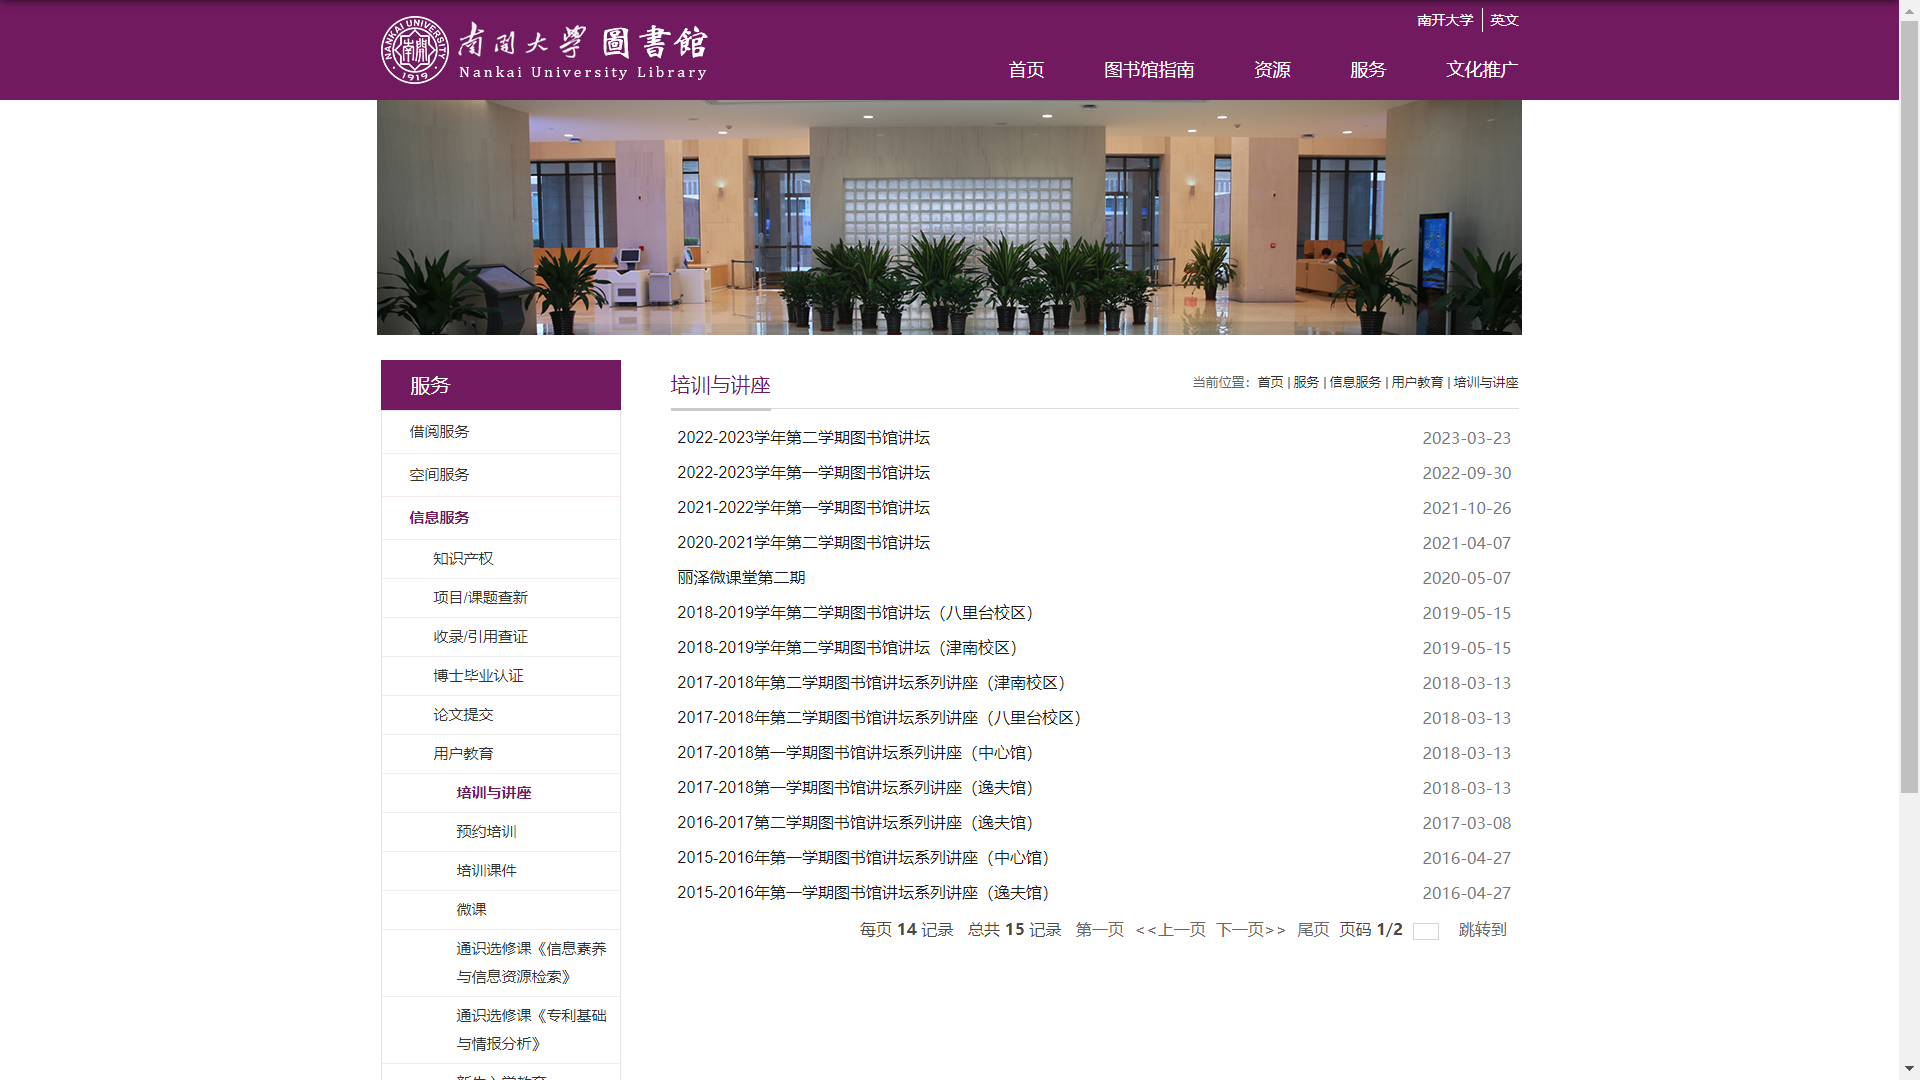 南开大学 英文
NANKAI UNIVERSITY 1919 南開大學 圖書館
Nankai University Library
首页 图书馆指南 资源 服务 文化推广
服务
借阅服务
空间服务
信息服务
知识产权
项目/课题查新
收录/引用查证
博士毕业认证
论文提交
用户教育
培训与讲座
预约培训
培训课件
微课
通识选修课《信息素养
与信息资源检索》
通识选修课《专利基础
与情报分析》
培训与讲座 当前位置： 首页 | 服务 | 信息服务 | 用户教育 | 培训与讲座
2022-2023学年第二学期图书馆讲坛 2023-03-23
2022-2023学年第一学期图书馆讲坛 2022-09-30
2021-2022学年第一学期图书馆讲坛 2021-10-26
2020-2021学年第二学期图书馆讲坛 2021-04-07
丽泽微课堂第二期 2020-05-07
2018-2019学年第二学期图书馆讲坛（八里台校区） 2019-05-15
2018-2019学年第二学期图书馆讲坛（津南校区） 2019-05-15
2017-2018年第二学期图书馆讲坛系列讲座（津南校区） 2018-03-13
2017-2018年第二学期图书馆讲坛系列讲座（八里台校区） 2018-03-13
2017-2018第一学期图书馆讲坛系列讲座（中心馆） 2018-03-13
2017-2018第一学期图书馆讲坛系列讲座（逸夫馆） 2018-03-13
2016-2017第二学期图书馆讲坛系列讲座（逸夫馆） 2017-03-08
2015-2016年第一学期图书馆讲坛系列讲座（中心馆） 2016-04-27
2015-2016年第一学期图书馆讲坛系列讲座（逸夫馆） 2016-04-27
每页 14 记录 总共 15 记录 第一页 <<上一页 下一页>> 尾页 页码 1/2 跳转到